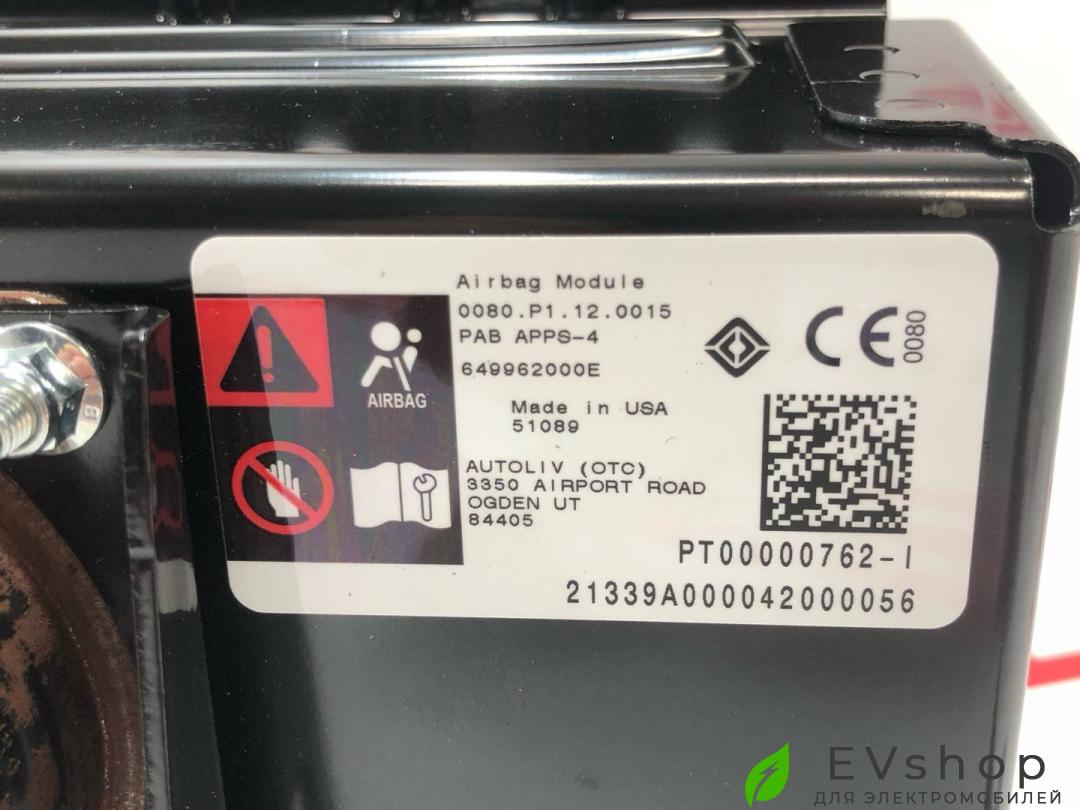 Airbag Module
0080.P1.12.0015
PAB APPS-4
649962000E
AIRBAG
Made in USA
51089
AUTOLIV (OTC)
3350 AIRPORT ROAD
OGDEN UT
84405
CE 0080
PT00000762-I
21339A000042000056
EVshop
ДЛЯ ЭЛЕКТРОМОБИЛЕЙ